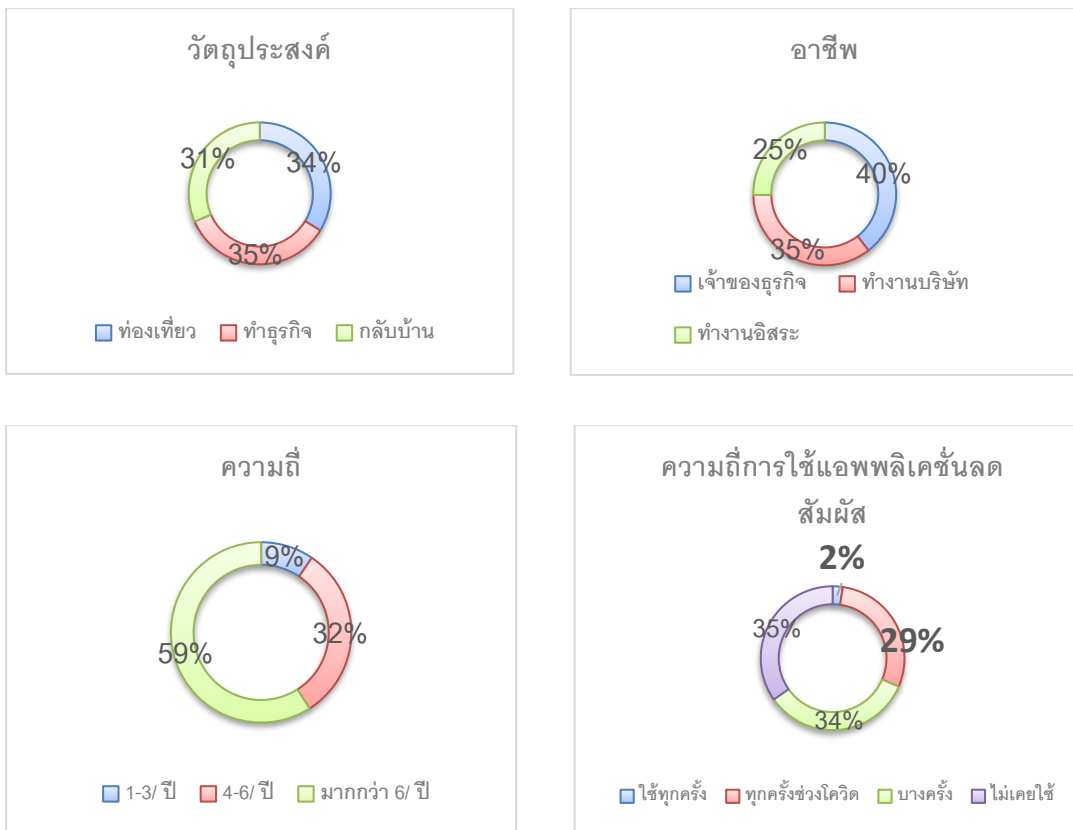 วัตถุประสงค์
31%
34%
35%
ท่องเที่ยว ทำธุรกิจ กลับบ้าน
อาชีพ
25%
40%
35%
เจ้าของธุรกิจ ทำงานบริษัท
ทำงานอิสระ
ความถี่
9%
32%
59%
1-3/ ปี 4-6/ ปี มากกว่า 6/ ปี
ความถี่การใช้แอพพลิเคชั่นลด
สัมผัส
2%
35%
29%
34%
ใช้ทุกครั้ง ทุกครั้งช่วงโควิด บางครั้ง ไม่เคยใช้